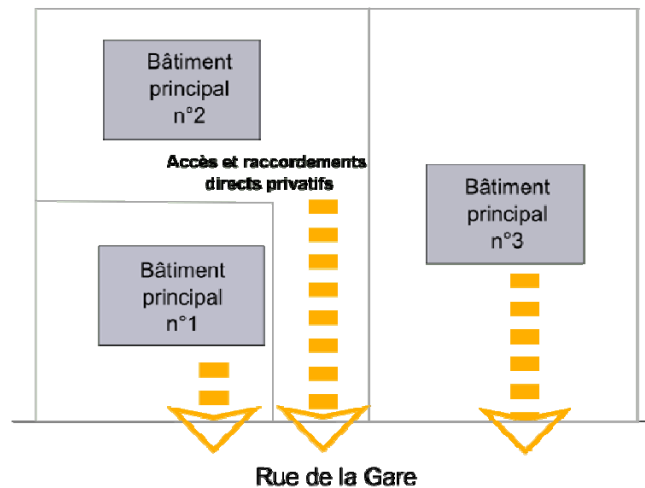 Bâtiment
principal
n°2
Accès et raccordements
directs privatifs
Bâtiment
principal
n°3
Bâtiment
principal
n°1
Rue de la Gare